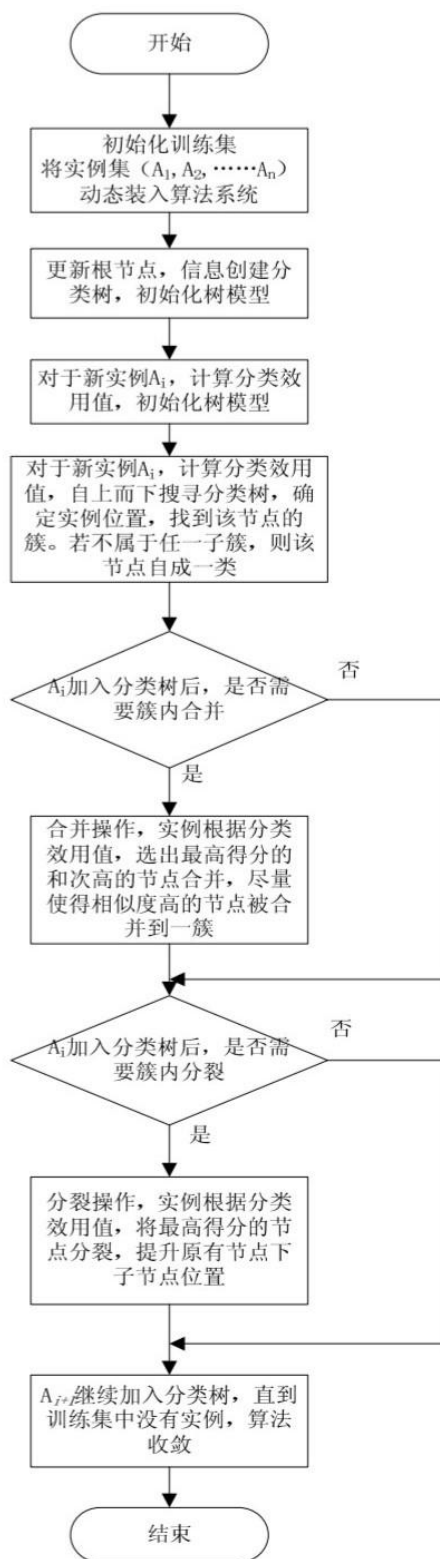 开始
初始化训练集
将实例集（A₁, A₂, ……Aₙ）
动态装入算法系统
更新根节点，信息创建分
类树，初始化树模型
对于新实例Aᵢ，计算分类效
用值，初始化树模型
对于新实例Aᵢ，计算分类效用
值，自上而下搜寻分类树，确
定实例位置，找到该节点的
簇。若不属于任一子簇，则该
节点自成一类
Aᵢ加入分类树后，是否需
要簇内合并
否
是
合并操作，实例根据分类
效用值，选出最高得分的
和次高的节点合并，尽量
使得相似度高的节点被合
并到一簇
Aᵢ加入分类树后，是否需
要簇内分裂
否
是
分裂操作，实例根据分类
效用值，将最高得分的节
点分裂，提升原有节点下
子节点位置
Aᵢ₊₁继续加入分类树，直到
训练集中没有实例，算法
收敛
结束